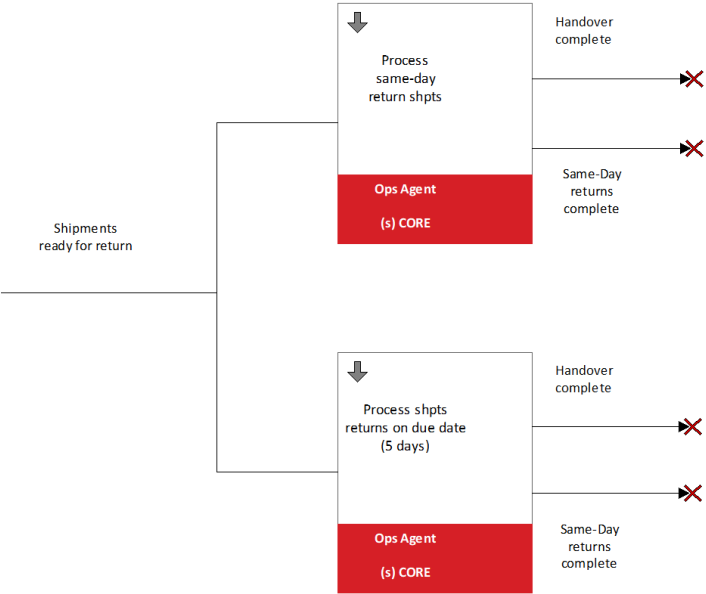 Handover
complete
Process
same-day
return shpts
Ops Agent
(s) CORE
Same-Day
returns
complete
Shipments
ready for return
Handover
complete
Process shpts
returns on due date
(5 days)
Ops Agent
(s) CORE
Same-Day
returns
complete